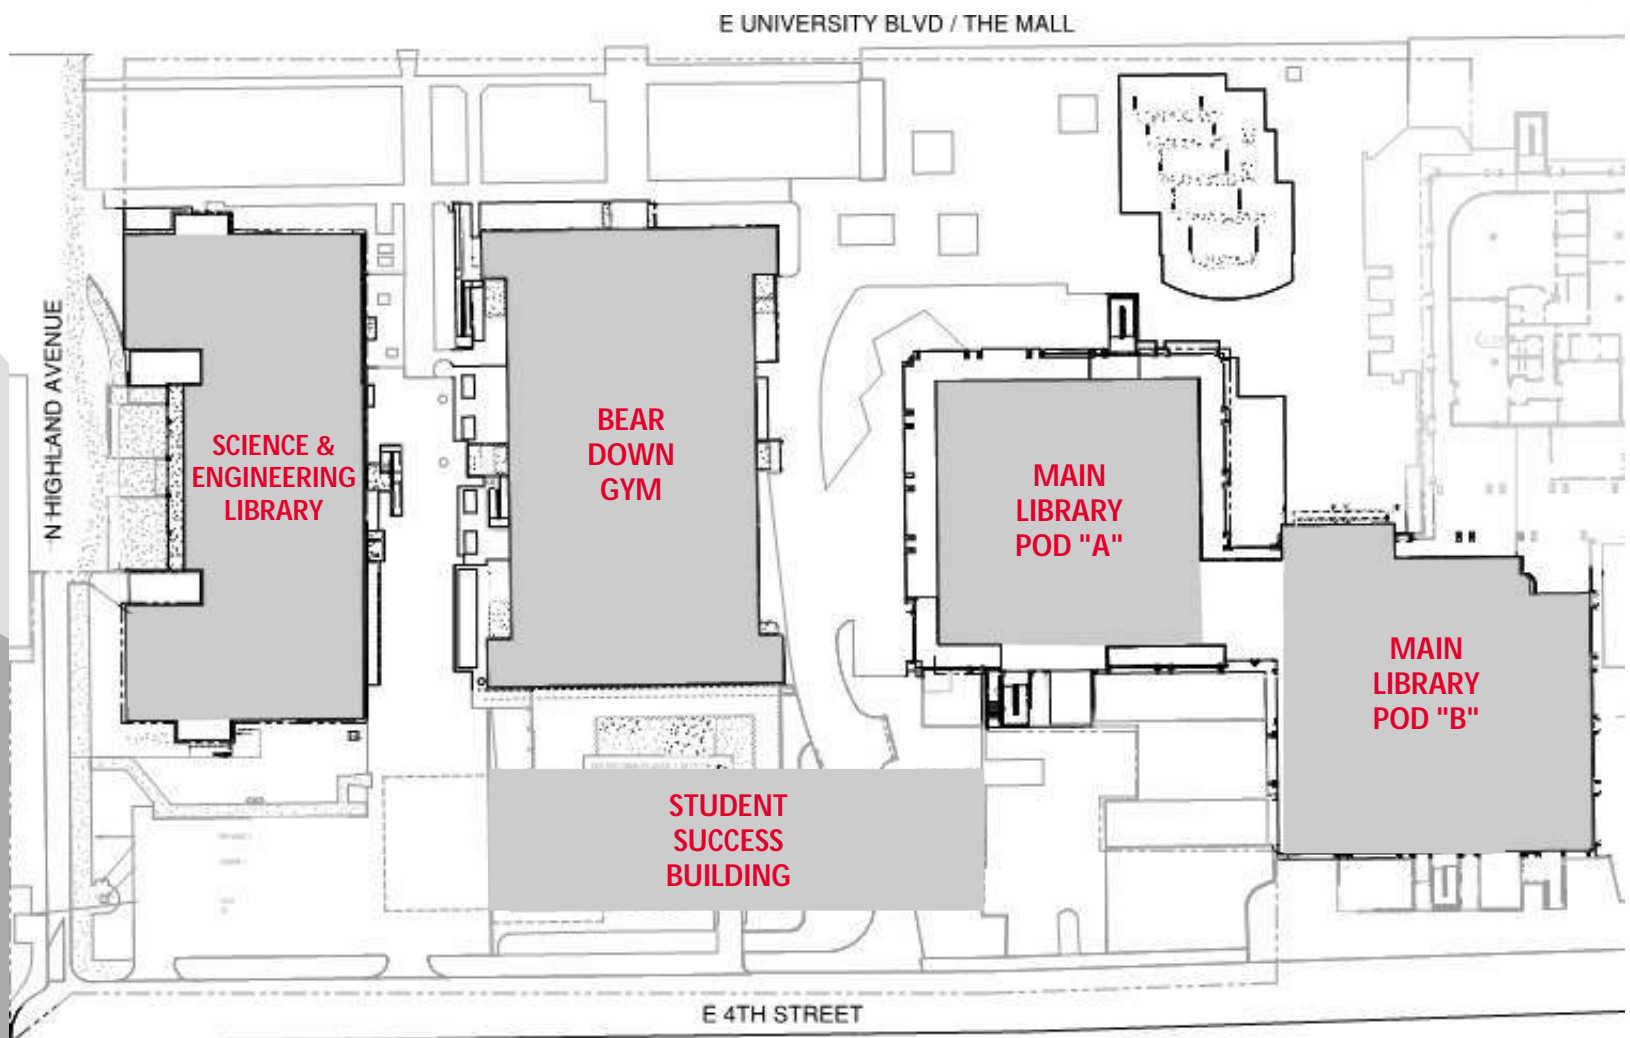 E UNIVERSITY BLVD / THE MALL
N HIGHLAND AVENUE
SCIENCE &
ENGINEERING
LIBRARY
BEAR
DOWN
GYM
MAIN
LIBRARY
POD "A"
MAIN
LIBRARY
POD "B"
STUDENT
SUCCESS
BUILDING
E 4TH STREET